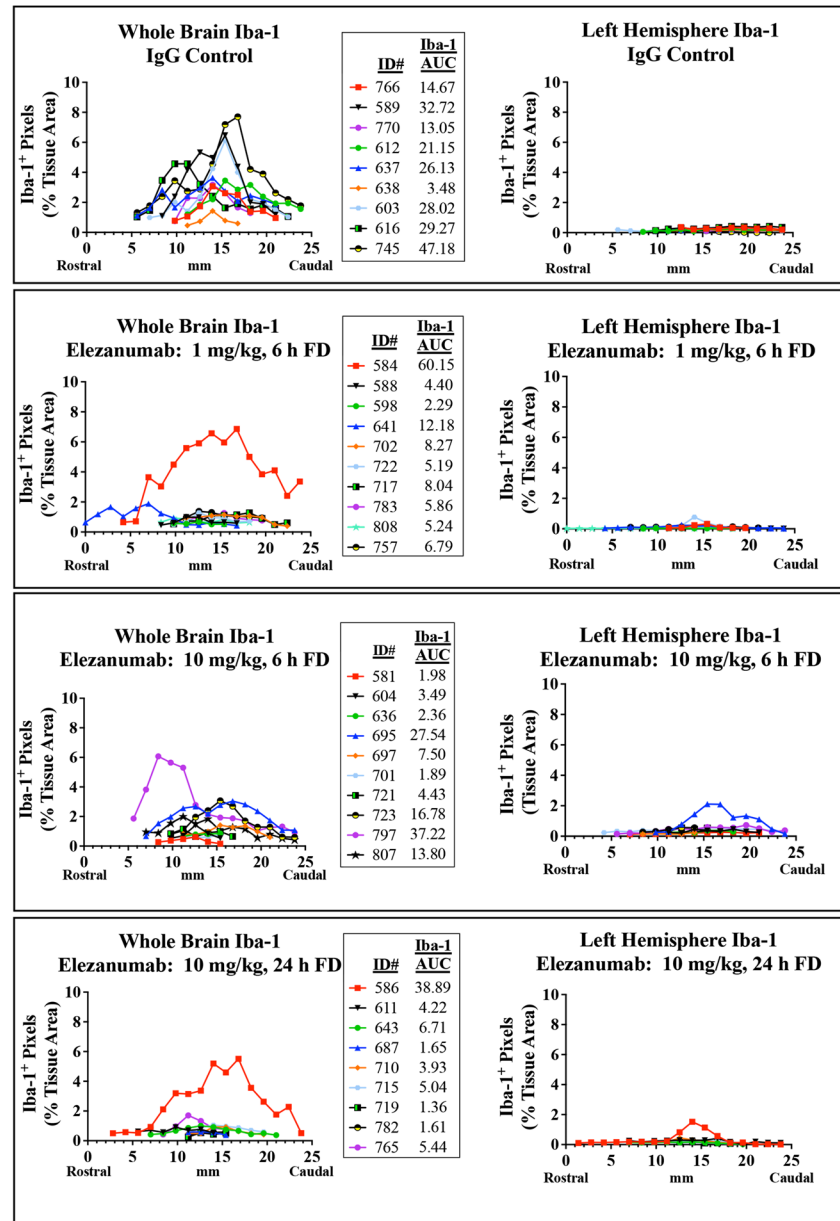 Whole Brain Iba-1
IgG Control
Iba-1+ Pixels
(% Tissue Area)
10
8
6
4
2
0
0 5 10 15 20 25
Rostral mm Caudal
ID# Iba-1 AUC
766 14.67
589 32.72
770 13.05
612 21.15
637 26.13
638 3.48
603 28.02
616 29.27
745 47.18
Left Hemisphere Iba-1
IgG Control
Iba-1+ Pixels
(% Tissue Area)
10
8
6
4
2
0
0 5 10 15 20 25
Rostral mm Caudal
Whole Brain Iba-1
Elezanumab: 1 mg/kg, 6 h FD
Iba-1+ Pixels
(% Tissue Area)
10
8
6
4
2
0
0 5 10 15 20 25
Rostral mm Caudal
ID# Iba-1 AUC
584 60.15
588 4.40
598 2.29
641 12.18
702 8.27
722 5.19
717 8.04
783 5.86
808 5.24
757 6.79
Left Hemisphere Iba-1
Elezanumab: 1 mg/kg, 6 h FD
Iba-1+ Pixels
(% Tissue Area)
10
8
6
4
2
0
0 5 10 15 20 25
Rostral mm Caudal
Whole Brain Iba-1
Elezanumab: 10 mg/kg, 6 h FD
Iba-1+ Pixels
(% Tissue Area)
10
8
6
4
2
0
0 5 10 15 20 25
Rostral mm Caudal
ID# Iba-1 AUC
581 1.98
604 3.49
636 2.36
695 27.54
697 7.50
701 1.89
721 4.43
723 16.78
797 37.22
807 13.80
Left Hemisphere Iba-1
Elezanumab: 10 mg/kg, 6 h FD
Iba-1+ Pixels
(Tissue Area)
10
8
6
4
2
0
0 5 10 15 20 25
Rostral mm Caudal
Whole Brain Iba-1
Elezanumab: 10 mg/kg, 24 h FD
Iba-1+ Pixels
(% Tissue Area)
10
8
6
4
2
0
0 5 10 15 20 25
Rostral mm Caudal
ID# Iba-1 AUC
586 38.89
611 4.22
643 6.71
687 1.65
710 3.93
715 5.04
719 1.36
782 1.61
765 5.44
Left Hemisphere Iba-1
Elezanumab: 10 mg/kg, 24 h FD
Iba-1+ Pixels
(% Tissue Area)
10
8
6
4
2
0
0 5 10 15 20 25
Rostral mm Caudal